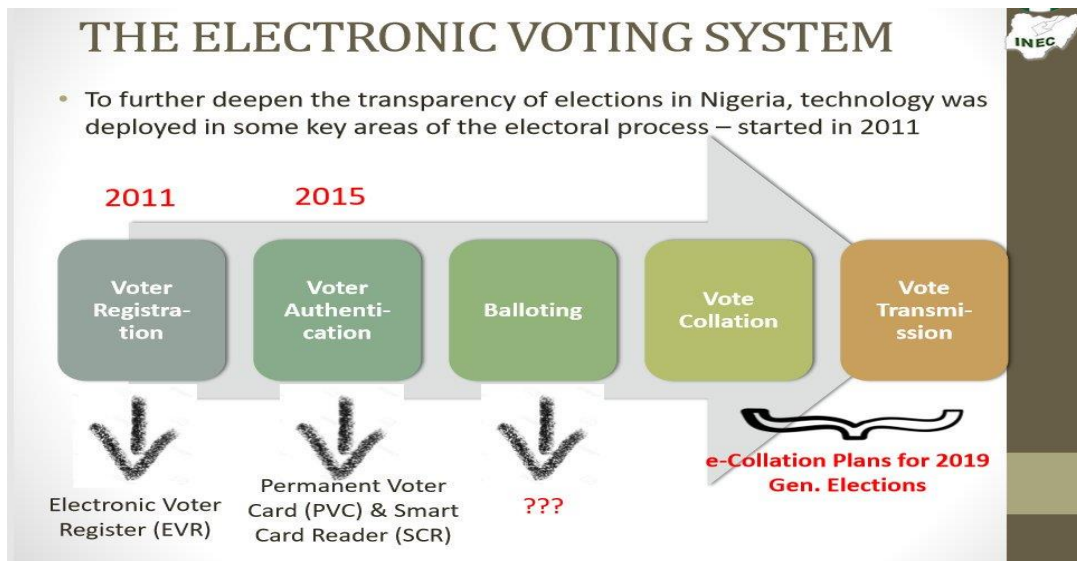 THE ELECTRONIC VOTING SYSTEM
INEC
• To further deepen the transparency of elections in Nigeria, technology was
deployed in some key areas of the electoral process – started in 2011
2011
2015
Voter
Registra-
tion
Voter
Authenti-
cation
Balloting
Vote
Collation
Vote
Transmi-
ssion
Electronic Voter
Register (EVR)
Permanent Voter
Card (PVC) & Smart
Card Reader (SCR)
???
e-Collation Plans for 2019
Gen. Elections